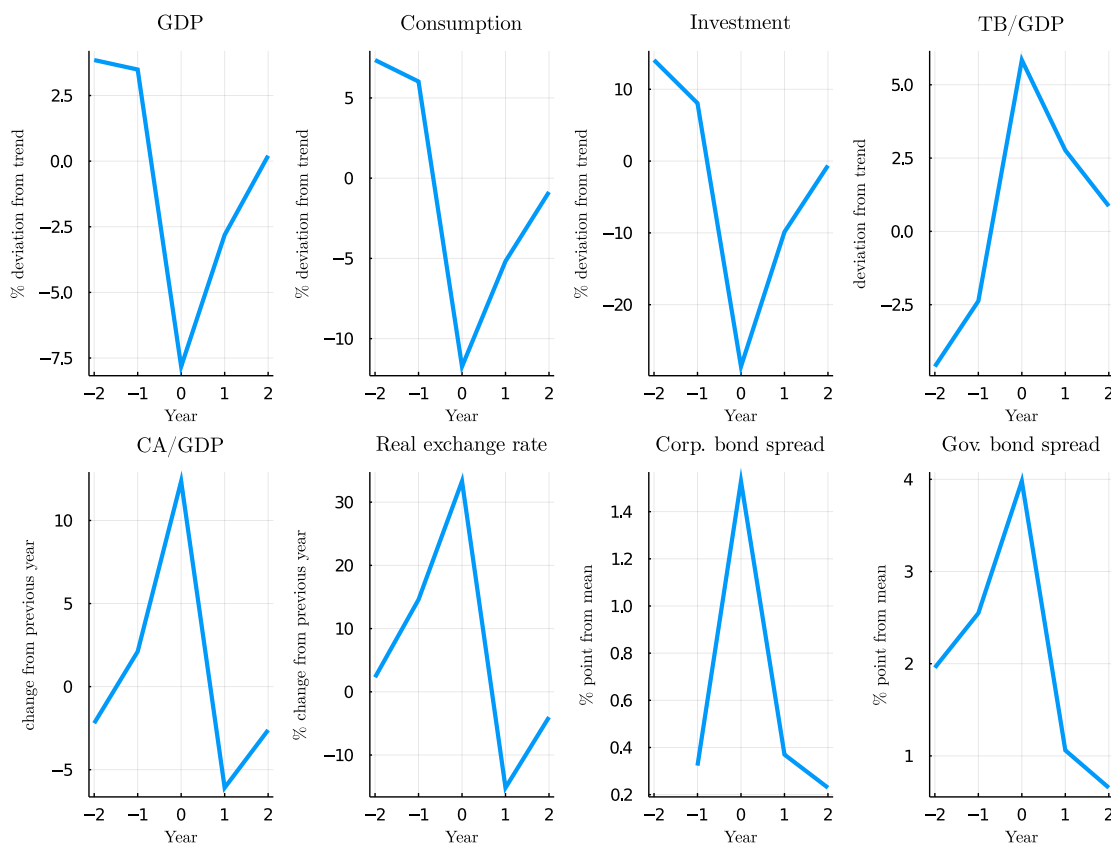 GDP
% deviation from trend
2.5
0.0
−2.5
−5.0
−7.5
−2 −1 0 1 2
Year
Consumption
% deviation from trend
5
0
−5
−10
−2 −1 0 1 2
Year
Investment
% deviation from trend
10
0
−10
−20
−2 −1 0 1 2
Year
TB/GDP
deviation from trend
5.0
2.5
0.0
−2.5
−2 −1 0 1 2
Year
CA/GDP
change from previous year
10
5
0
−5
−2 −1 0 1 2
Year
Real exchange rate
% change from previous year
30
20
10
0
−10
−2 −1 0 1 2
Year
Corp. bond spread
% point from mean
1.4
1.2
1.0
0.8
0.6
0.4
0.2
−2 −1 0 1 2
Year
Gov. bond spread
% point from mean
4
3
2
1
−2 −1 0 1 2
Year